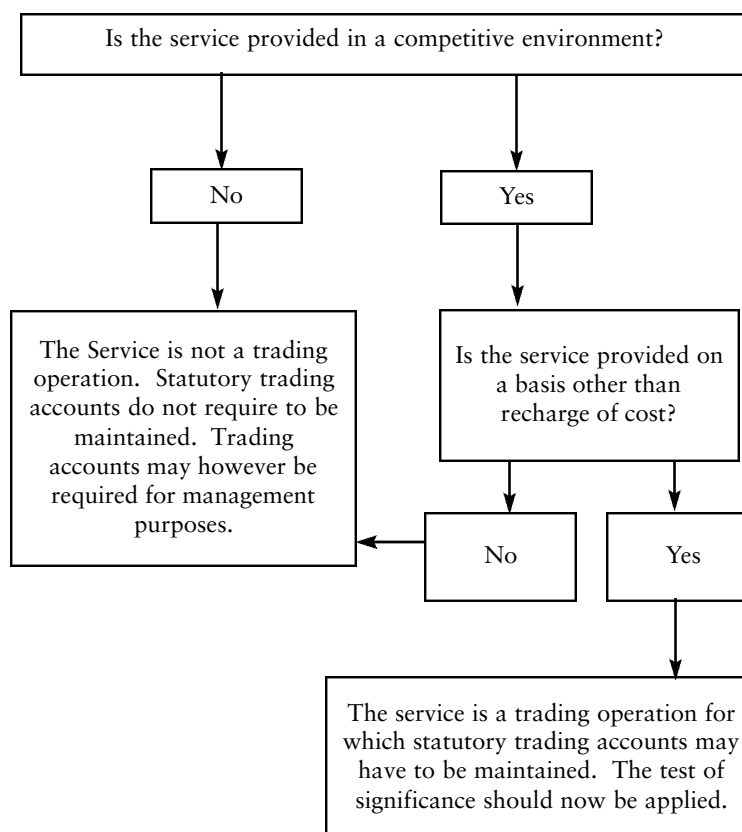 Is the service provided in a competitive environment?
No
Yes
The Service is not a trading
operation.  Statutory trading
accounts do not require to be
maintained.  Trading
accounts may however be
required for management
purposes.
Is the service provided on
a basis other than
recharge of cost?
No
Yes
The service is a trading operation for
which statutory trading accounts may
have to be maintained.  The test of
significance should now be applied.